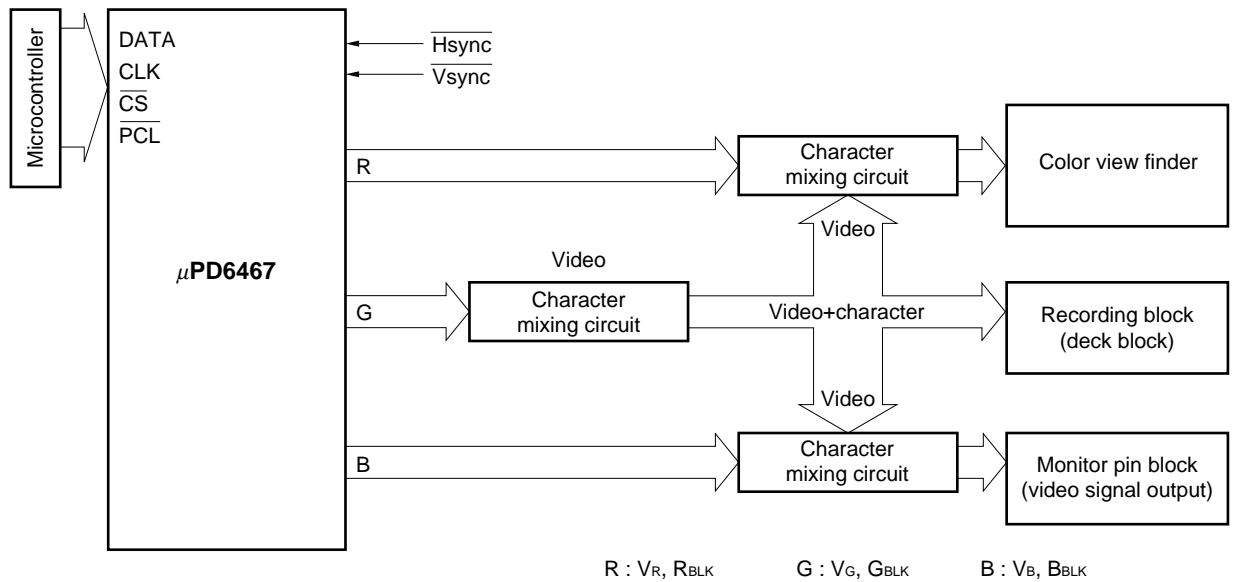 Microcontroller
DATA
CLK
CS
PCL
Hsync
Vsync
μPD6467
R
Character
mixing circuit
Color view finder
Video
Video
G
Character
mixing circuit
Video+character
Recording block
(deck block)
Video
B
Character
mixing circuit
Monitor pin block
(video signal output)
R : VR, RBLK G : VG, GBLK B : VB, BBLK